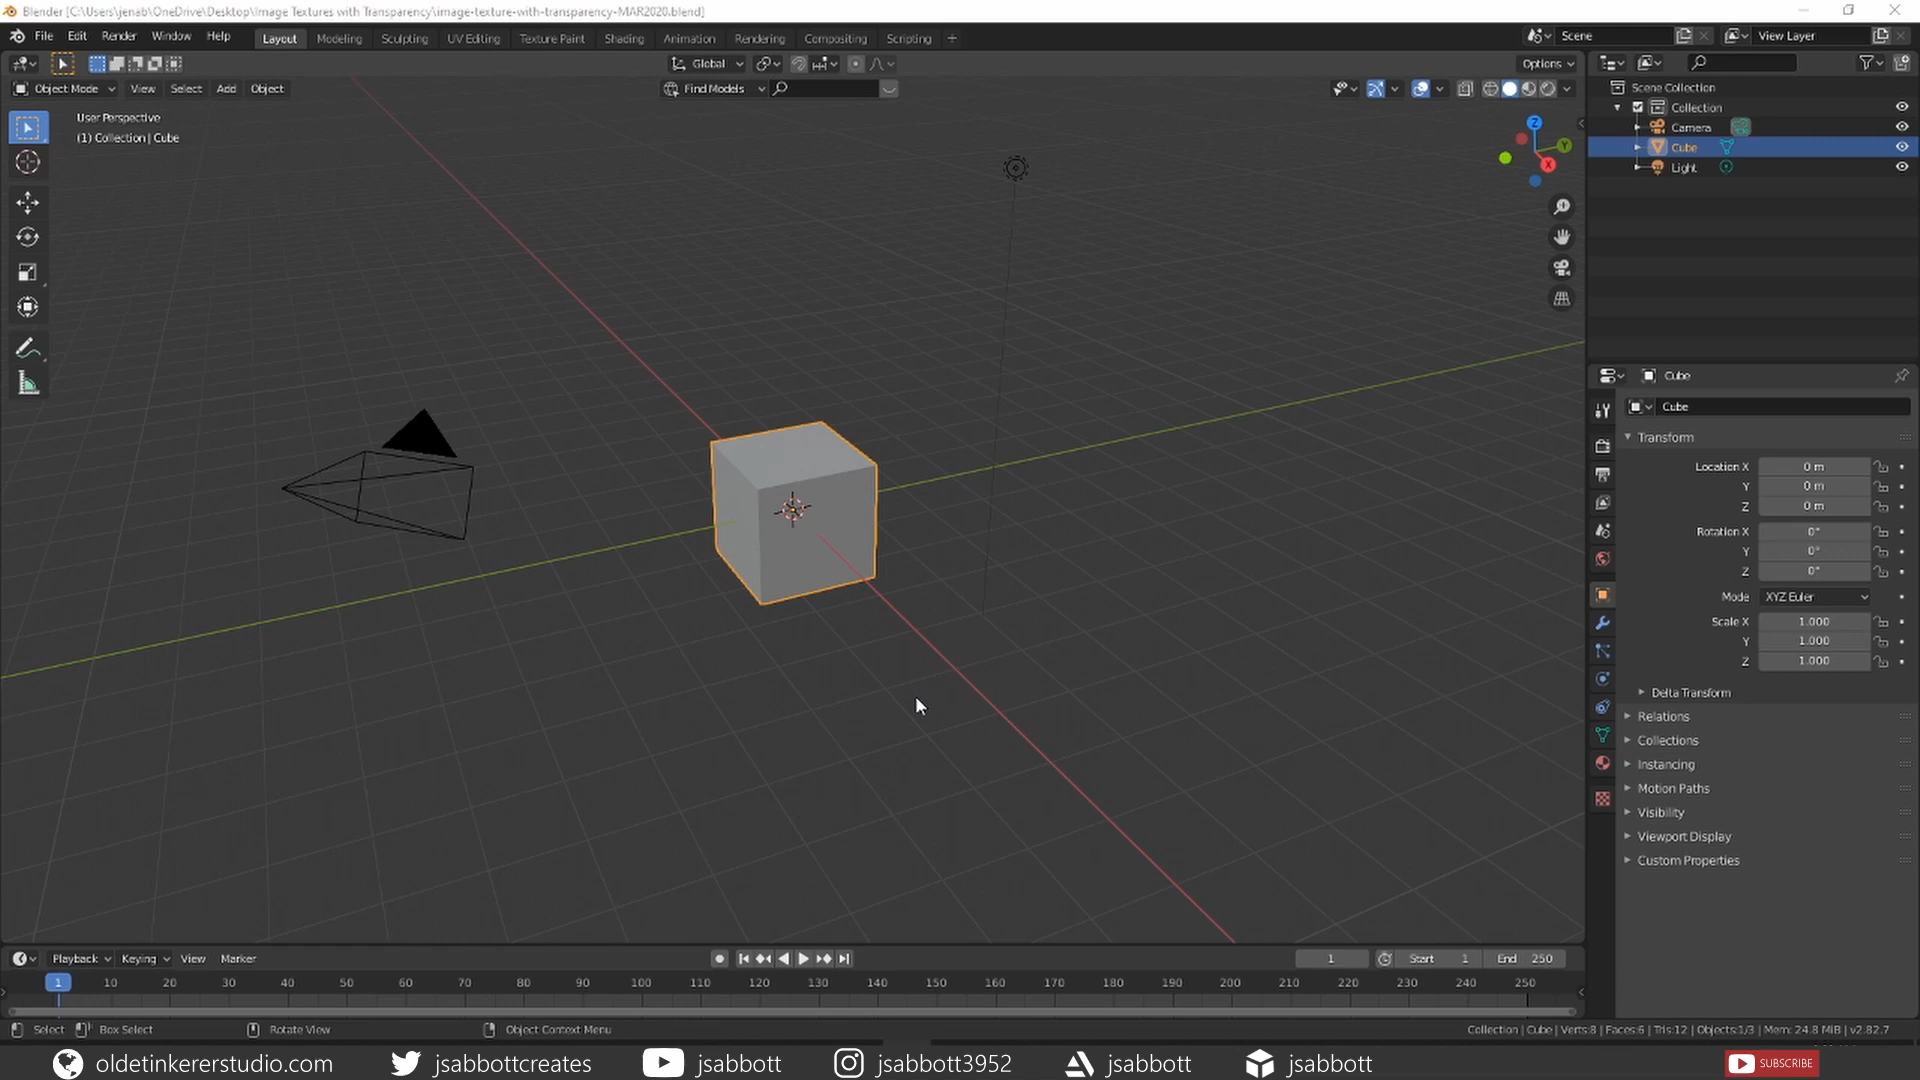 Blender [C:\Users\jenab\OneDrive\Desktop\Image Textures with Transparency\image-texture-with-transparency-MAR2020.blend]
File Edit Render Window Help Layout Modeling Sculpting UV Editing Texture Paint Shading Animation Rendering Compositing Scripting + Scene View Layer
Global Options
Object Mode View Select Add Object Find Models
User Perspective
(1) Collection | Cube
Z
Y
X
Scene Collection
Collection
Camera
Cube
Light
Cube
Cube
Transform
Location X 0 m
Y 0 m
Z 0 m
Rotation X 0°
Y 0°
Z 0°
Mode XYZ Euler
Scale X 1.000
Y 1.000
Z 1.000
Delta Transform
Relations
Collections
Instancing
Motion Paths
Visibility
Viewport Display
Custom Properties
Playback Keying View Marker 1 Start 1 End 250
1 10 20 30 40 50 60 70 80 90 100 110 120 130 140 150 160 170 180 190 200 210 220 230 240 250
Select Box Select Rotate View Object Context Menu Collection | Cube | Verts:8 | Faces:6 | Tris:12 | Objects:1/3 | Mem: 24.8 MiB | v2.82.7
oldetinkererstudio.com jsabbottcreates jsabbott jsabbott3952 jsabbott jsabbott SUBSCRIBE